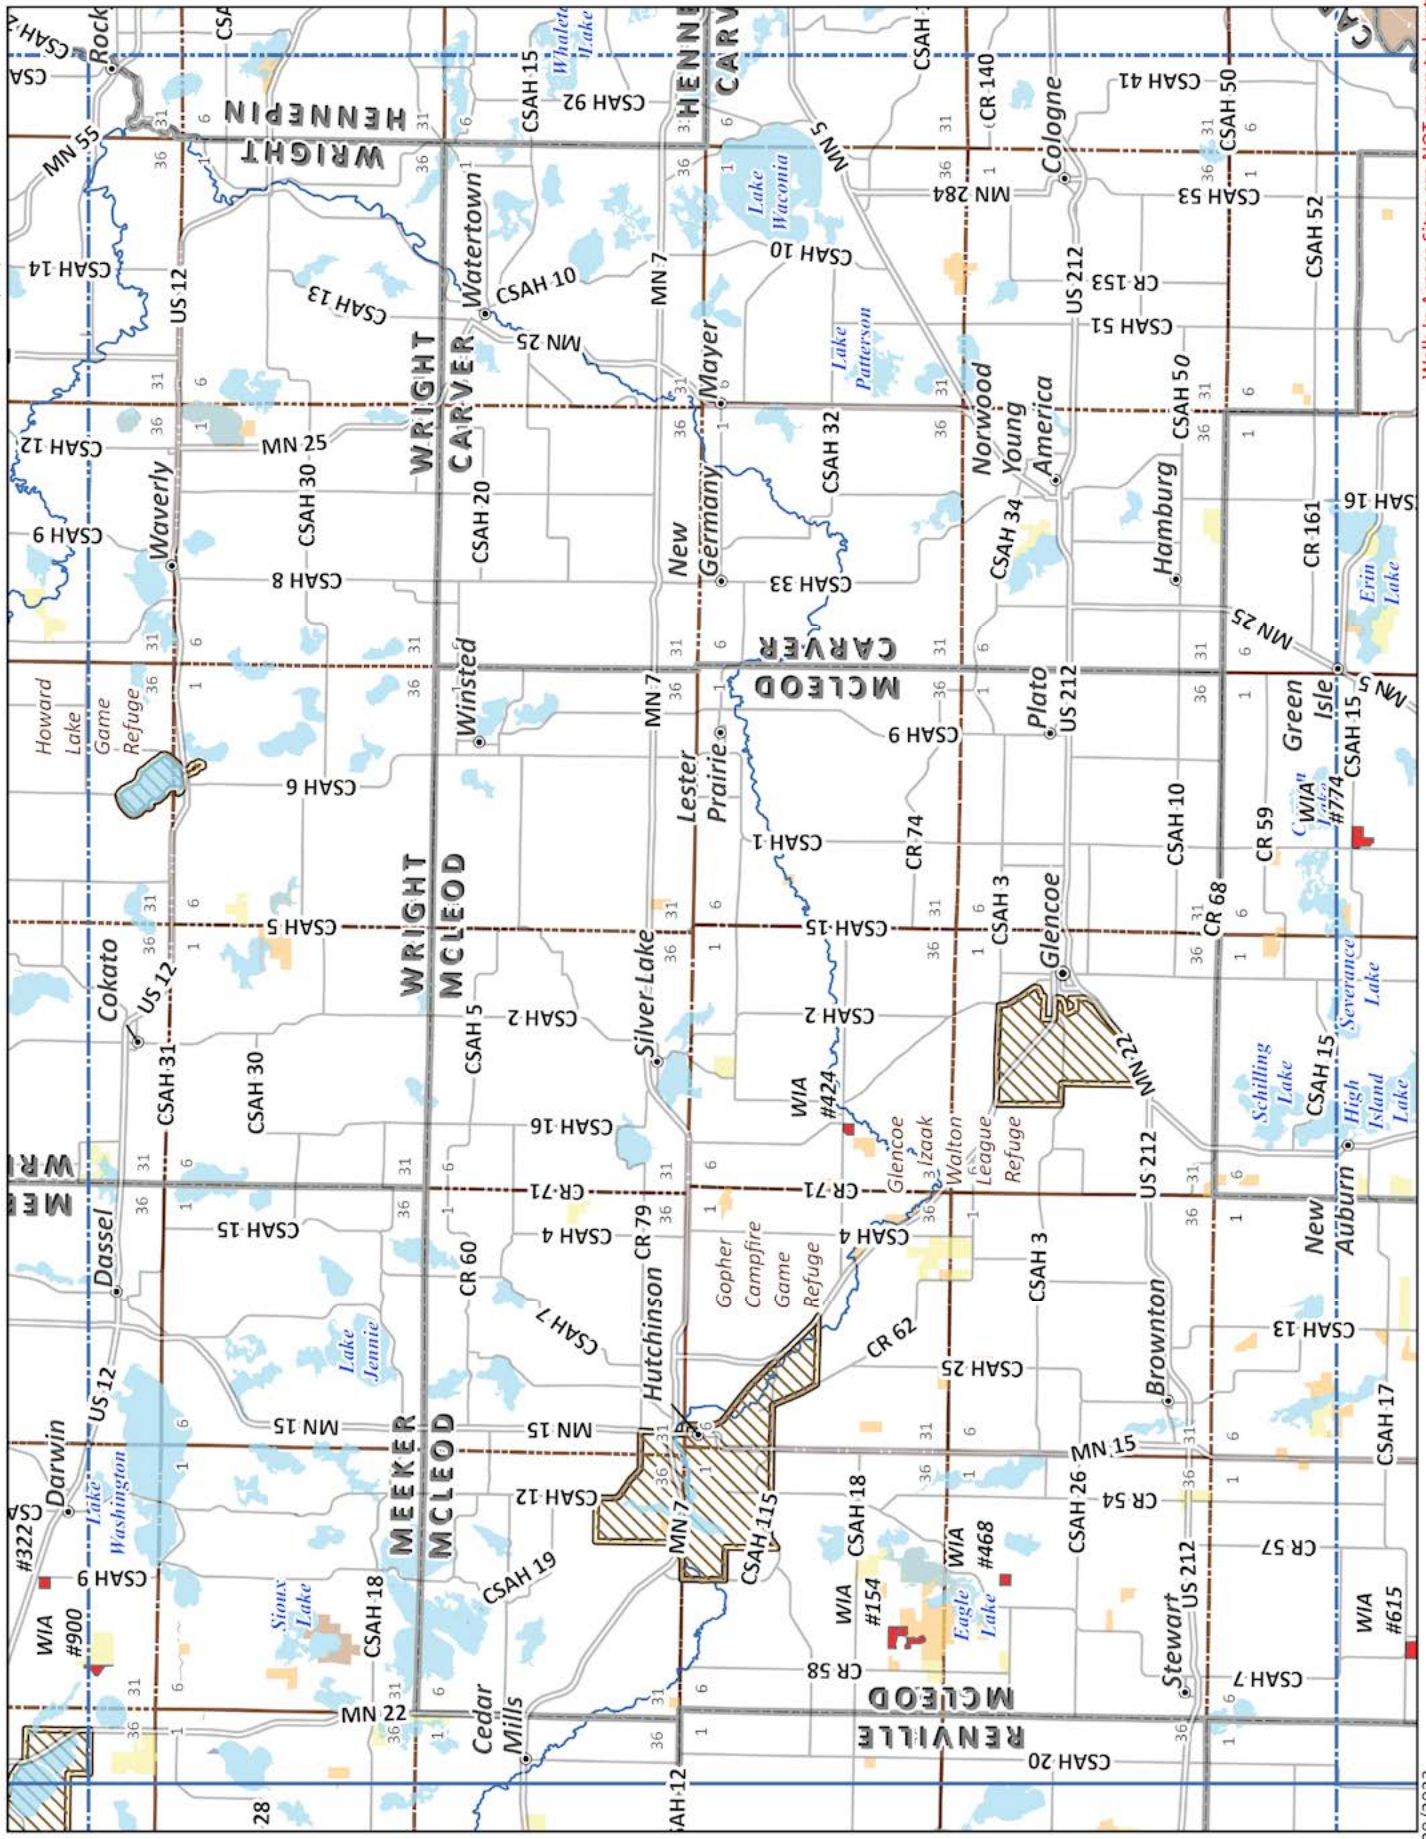 CSAH 14
CSAH 12
CSAH 9
MN 55
US 12
31
36
6
1
HENNEPIN
WRIGHT
CSAH 15
CSAH 92
Lake
CSAH 13
Watertown
CSAH 10
MN 25
MN 7
Mayer
Lake
Waconia
CSAH 10
MN 5
MN 284
CR 140
Cologne
CSAH 41
CSAH 50
CSAH 53
CSAH 52
US 212
CR 153
CSAH 51
CSAH 50
Lake
Patterson
Norwood
Young
America
Waverly
MN 25
CSAH 30
WRIGHT
CARVER
CSAH 20
CSAH 8
New
Germany
CSAH 32
CSAH 33
CSAH 34
Hamburg
CR 161
CSAH 16
Erin
Lake
MN 25
Howard
Lake
Game
Refuge
CSAH 6
Winsted
MN 7
CARVER
MCLEOD
CSAH 9
Plato
US 212
Green
Isle
MN 5
CSAH 15
WIA
#774
Lester
Prairie
CSAH 1
CR 74
CSAH 10
CR 59
CR 68
Cokato
US 12
CSAH 31
CSAH 30
CSAH 5
WRIGHT
MCLEOD
CSAH 5
CSAH 2
Silver Lake
CSAH 15
CSAH 2
CSAH 3
Glencoe
MN 22
Severance
Lake
Schilling
Lake
CSAH 15
High
Island
Lake
WIA
#424
Glencoe
Izaak
Walton
League
Refuge
CSAH 16
CR 71
CR 71
Dassel
CSAH 15
CR 60
CSAH 4
CR 79
CSAH 4
CSAH 3
US 212
New
Auburn
Gopher
Campfire
Game
Refuge
Lake
Jennie
CSAH 7
Hutchinson
CR 62
CSAH 25
Brownton
CSAH 13
CSAH 17
Darwin
US 12
MN 15
MN 15
MEEKER
MCLEOD
MN 15
Lake
Washington
CSAH 9
#322
CSAH 12
MN 7
CSAH 115
CSAH 18
CSAH 26
CR 54
CR 57
WIA
#468
WIA
#154
Eagle
Lake
WIA
#900
Sioux
Lake
CSAH 18
CSAH 19
CR 58
Stewart
US 212
CSAH 7
WIA
#615
MN 22
Cedar
Mills
MCLEOD
RENVILLE
CSAH 20
28